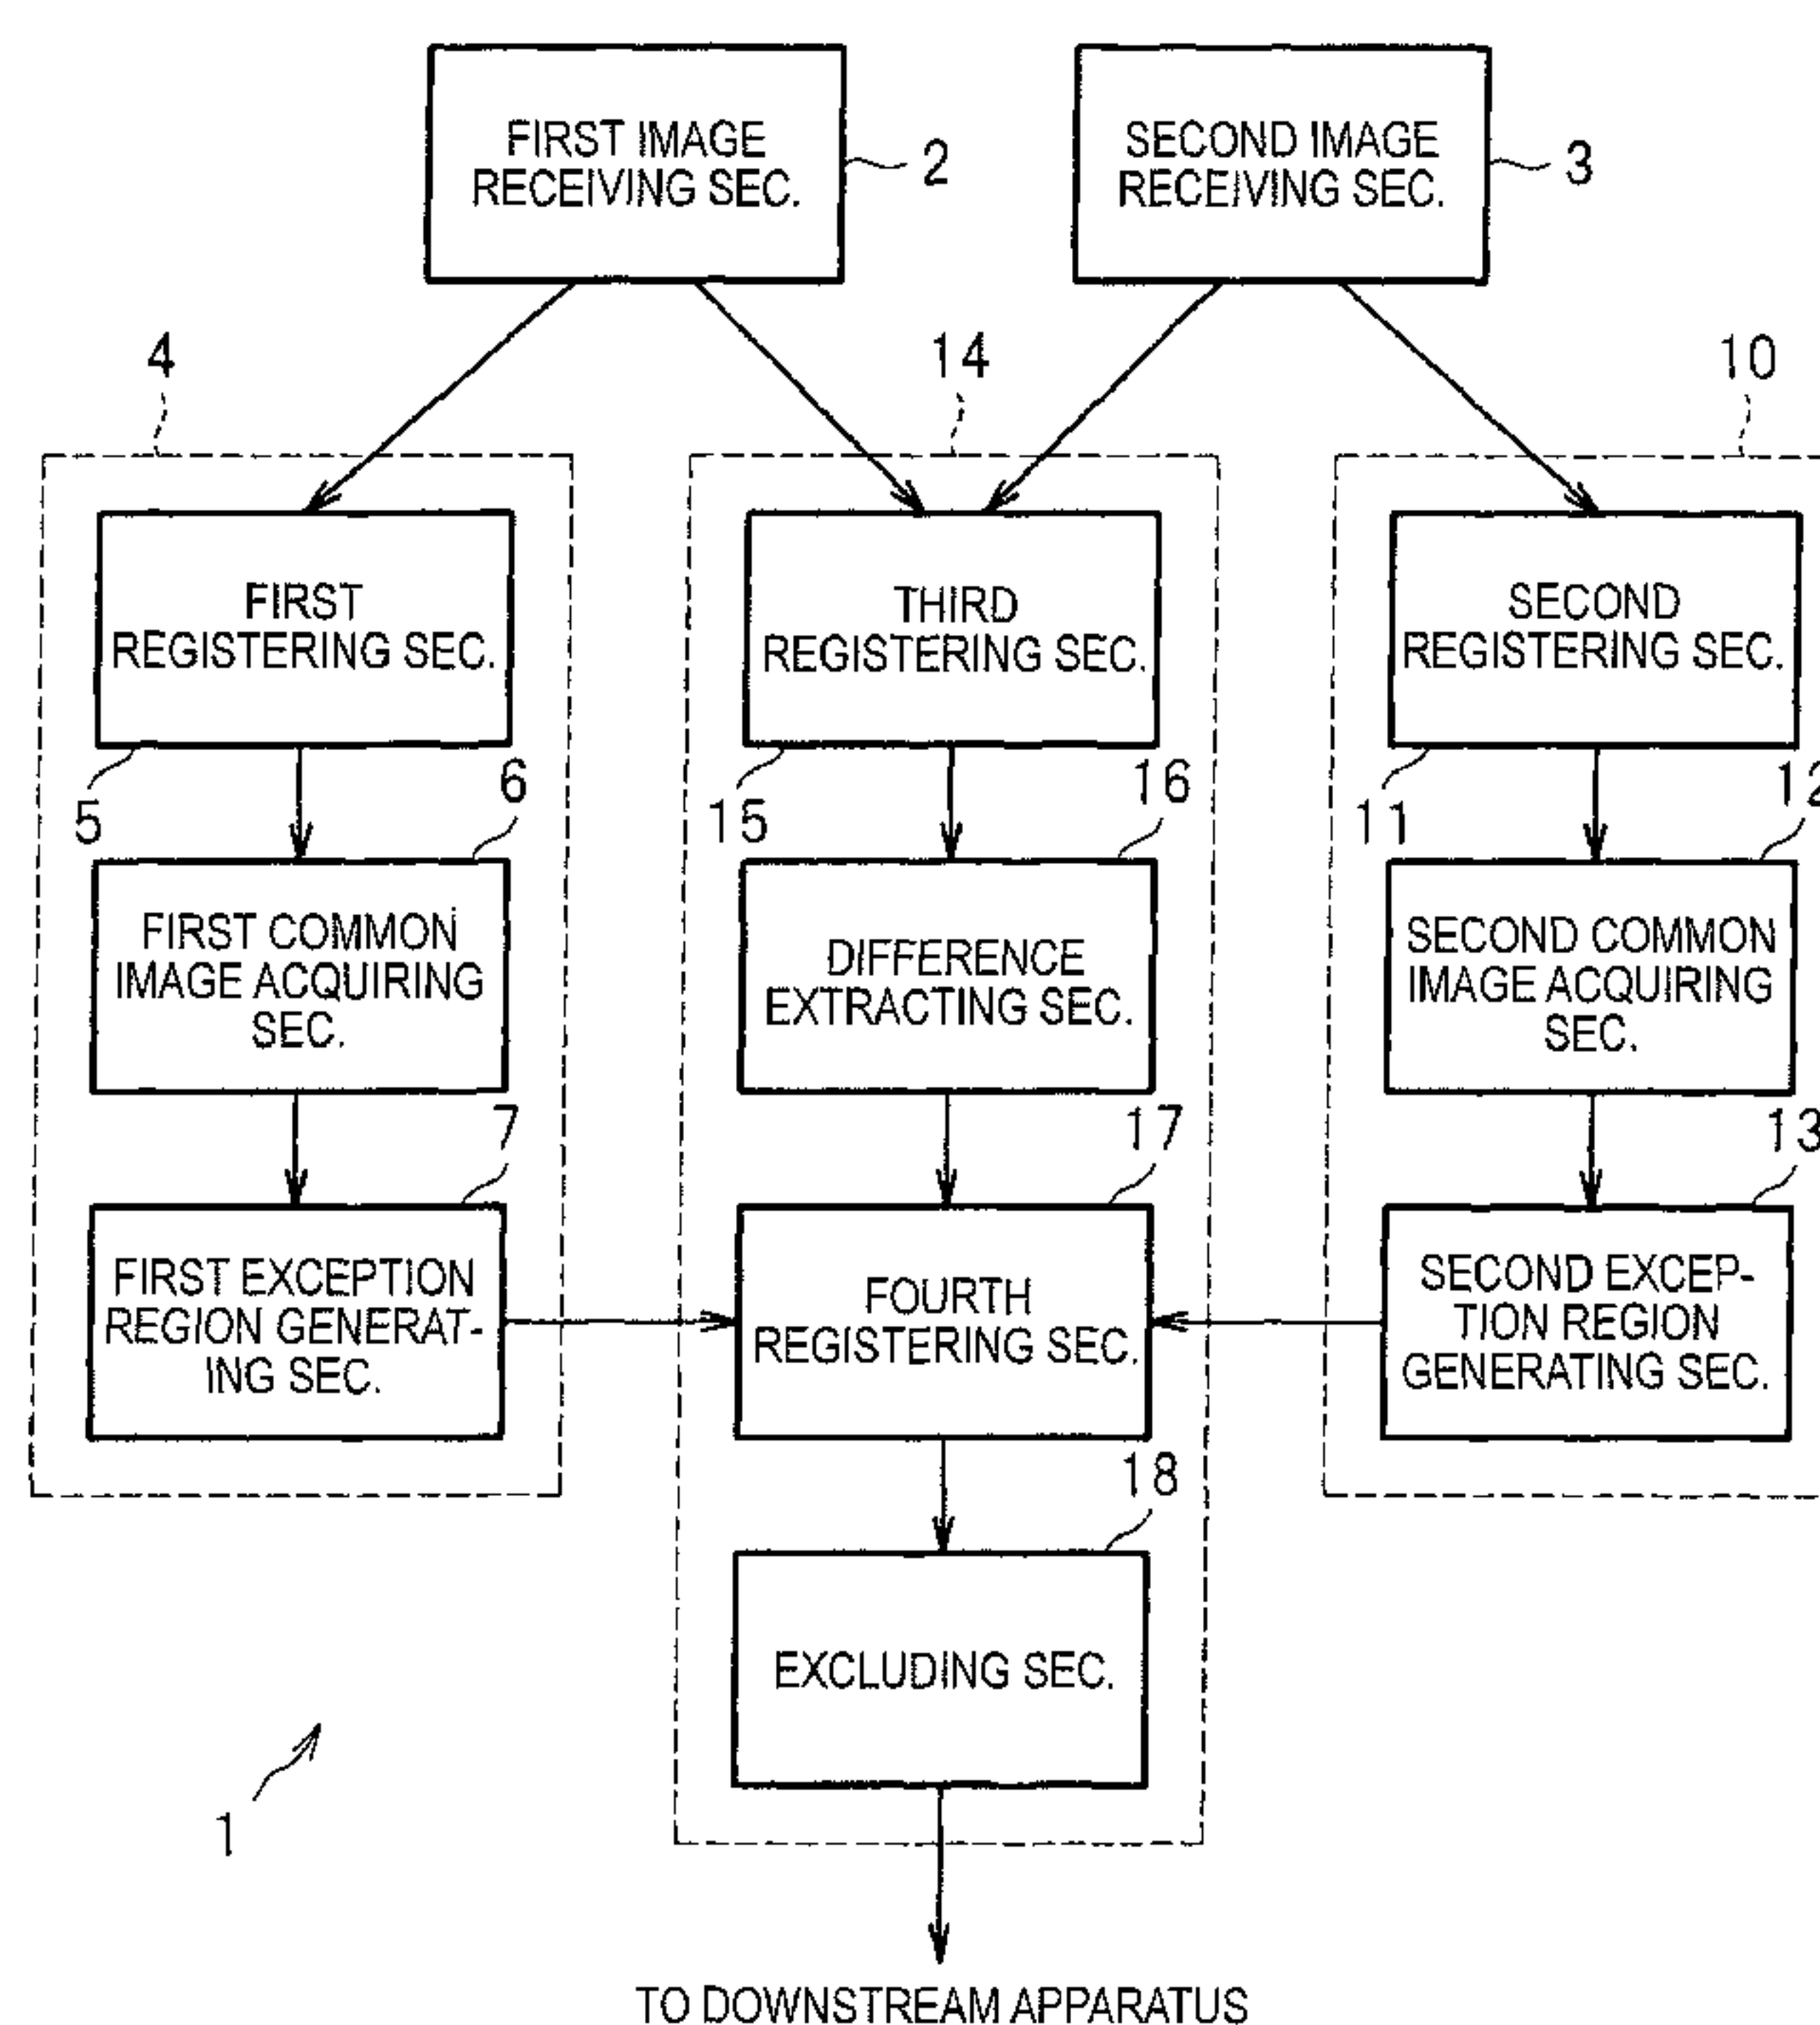 FIRST IMAGE
RECEIVING SEC.
2
SECOND IMAGE
RECEIVING SEC.
3
4
14
10
FIRST
REGISTERING SEC.
THIRD
REGISTERING SEC.
SECOND
REGISTERING SEC.
5
6
15
16
11
12
FIRST COMMON
IMAGE ACQUIRING
SEC.
DIFFERENCE
EXTRACTING SEC.
SECOND COMMON
IMAGE ACQUIRING
SEC.
7
17
13
FIRST EXCEPTION
REGION GENERAT-
ING SEC.
FOURTH
REGISTERING SEC.
SECOND EXCEP-
TION REGION
GENERATING SEC.
18
EXCLUDING SEC.
1
TO DOWNSTREAM APPARATUS